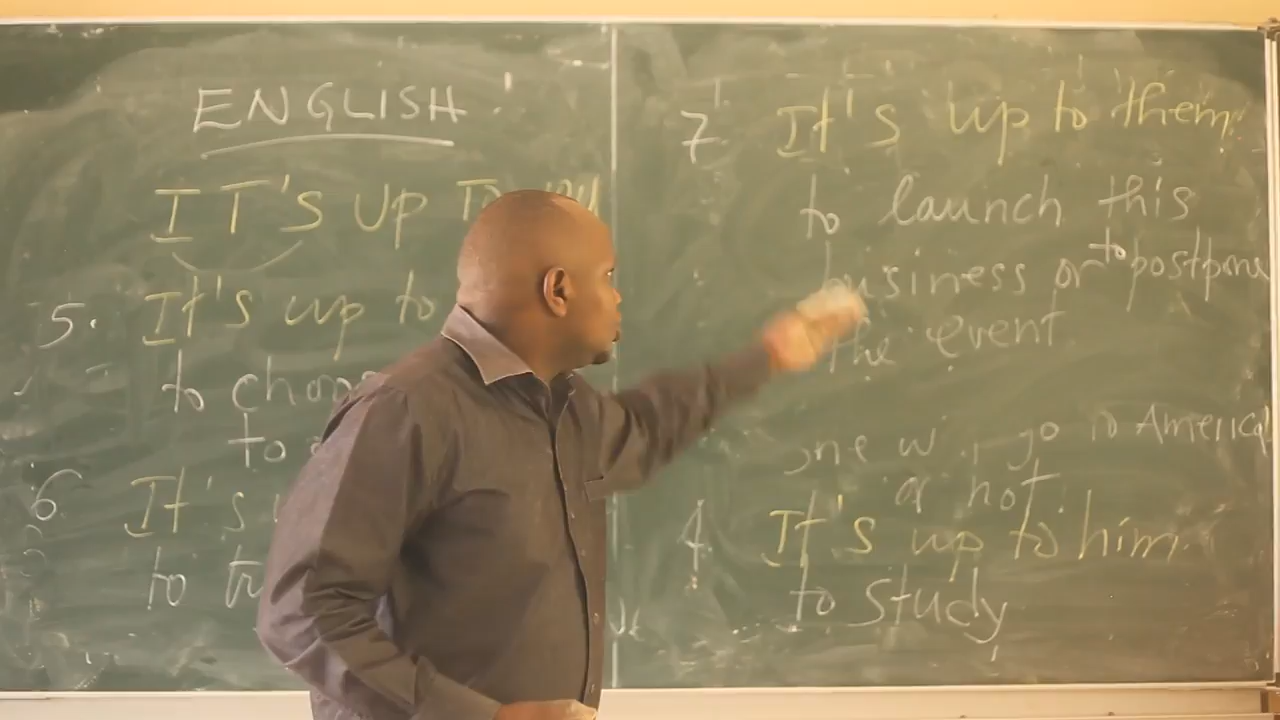 ENGLISH
IT'S UP TO
5. It's up to
to
to
6 It's
to
7. It's up to them
to launch this
business or to postpone
the event
one go to America
or not
4 It's up to him
to study